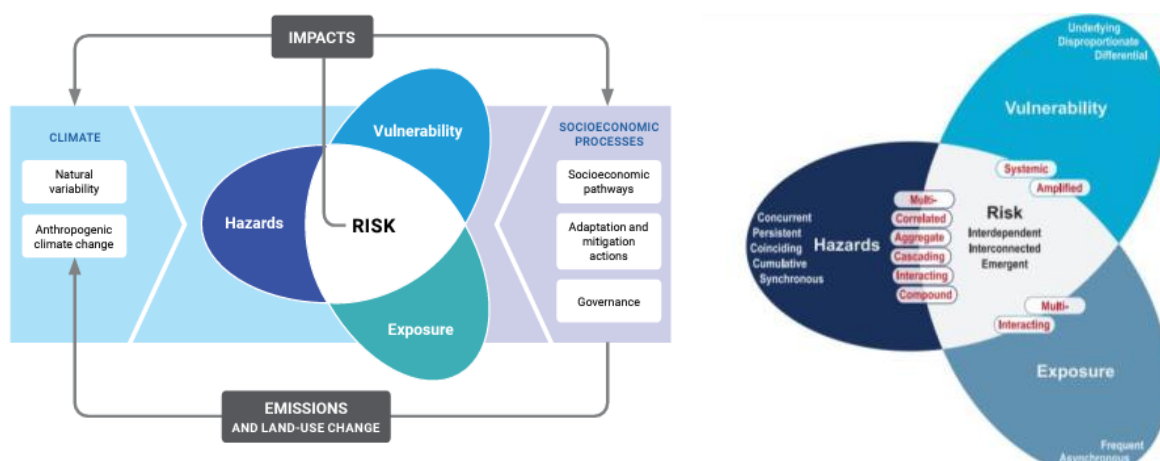 IMPACTS
CLIMATE
Natural
variability
Anthropogenic
climate change
Vulnerability
Hazards
RISK
Exposure
SOCIOECONOMIC
PROCESSES
Socioeconomic
pathways
Adaptation and
mitigation
actions
Governance
EMISSIONS
AND LAND-USE CHANGE
Underlying
Disproportionate
Differential
Vulnerability
Systemic
Amplified
Concurrent
Persistent
Coinciding
Cumulative
Synchronous
Hazards
Multi-
Correlated
Aggregate
Cascading
Interacting
Compound
Risk
Interdependent
Interconnected
Emergent
Multi-
Interacting
Exposure
Frequent
Asynchronous